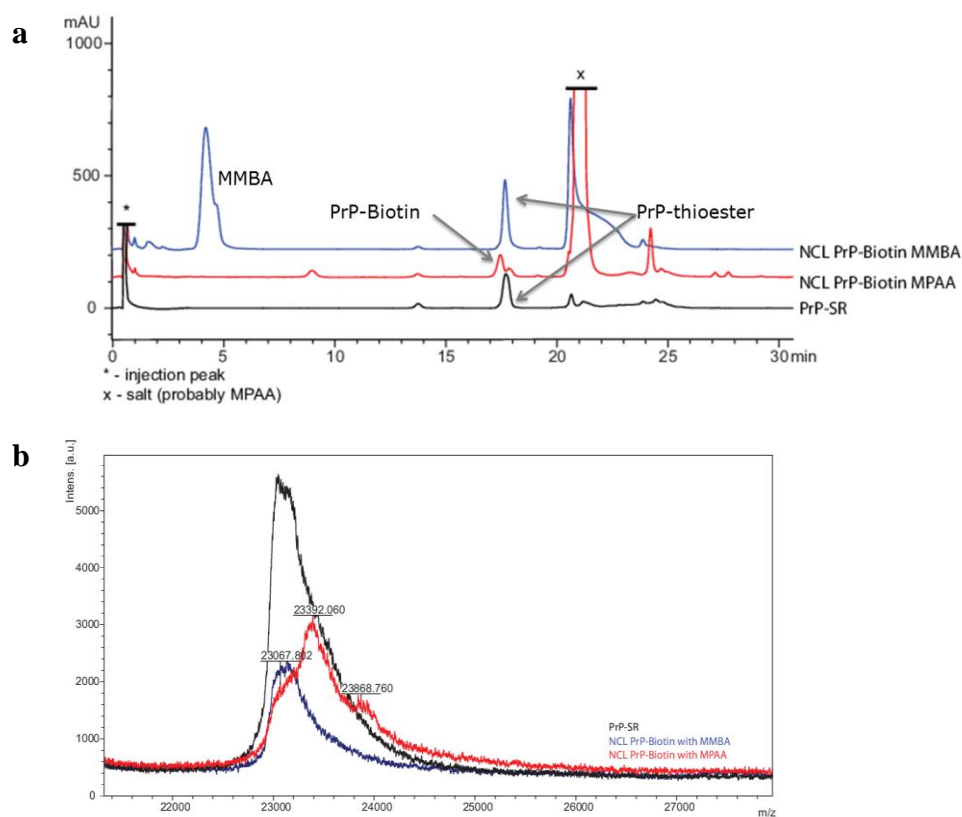 a
mAU
1000
500
0
*
MMBA
PrP-Biotin
PrP-thioester
x
NCL PrP-Biotin MMBA
NCL PrP-Biotin MPAA
PrP-SR
0 5 10 15 20 25 30 min
* - injection peak
x - salt (probably MPAA)
b
Intens. [a.u.]
5000
4000
3000
2000
1000
0
23392.060
23067.802
23868.760
PrP-SR
NCL PrP-Biotin with MMBA
NCL PrP-Biotin with MPAA
22000 23000 24000 25000 26000 27000
m/z